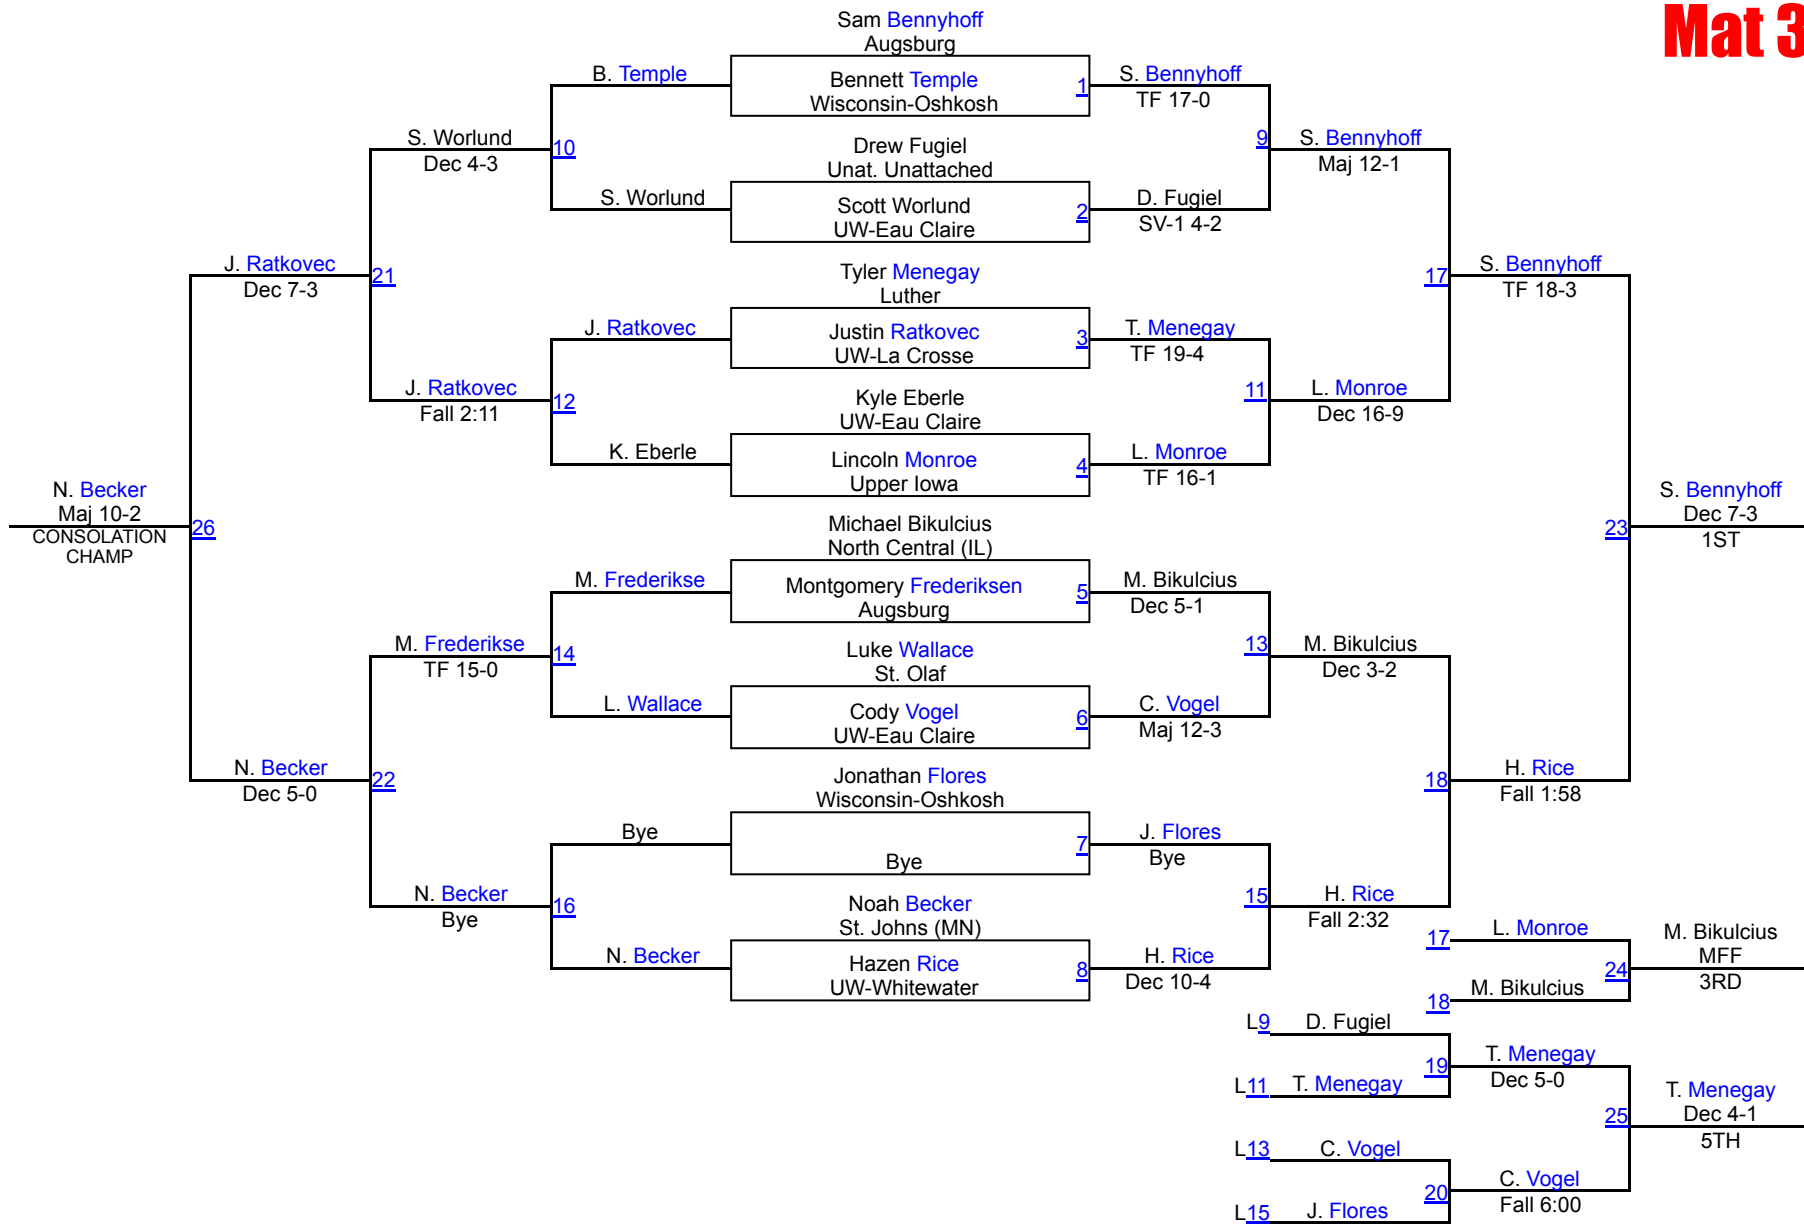 Mat 3
Sam Bennyhoff
Augsburg
B. Temple
Bennett Temple
Wisconsin-Oshkosh
1
S. Bennyhoff
TF 17-0
S. Worlund
Dec 4-3
10
Drew Fugiel
Unat. Unattached
9
S. Bennyhoff
Maj 12-1
S. Worlund
Scott Worlund
UW-Eau Claire
2
D. Fugiel
SV-1 4-2
J. Ratkovec
Dec 7-3
21
Tyler Menegay
Luther
17
S. Bennyhoff
TF 18-3
J. Ratkovec
Justin Ratkovec
UW-La Crosse
3
T. Menegay
TF 19-4
J. Ratkovec
Fall 2:11
12
Kyle Eberle
UW-Eau Claire
11
L. Monroe
Dec 16-9
K. Eberle
Lincoln Monroe
Upper Iowa
4
L. Monroe
TF 16-1
N. Becker
Maj 10-2
CONSOLATION
CHAMP
26
Michael Bikulcius
North Central (IL)
23
S. Bennyhoff
Dec 7-3
1ST
M. Frederikse
Montgomery Frederiksen
Augsburg
5
M. Bikulcius
Dec 5-1
M. Frederikse
TF 15-0
14
Luke Wallace
St. Olaf
13
M. Bikulcius
Dec 3-2
L. Wallace
Cody Vogel
UW-Eau Claire
6
C. Vogel
Maj 12-3
N. Becker
Dec 5-0
22
Jonathan Flores
Wisconsin-Oshkosh
18
H. Rice
Fall 1:58
Bye
Bye
7
J. Flores
Bye
N. Becker
Bye
16
Noah Becker
St. Johns (MN)
15
H. Rice
Fall 2:32
N. Becker
Hazen Rice
UW-Whitewater
8
H. Rice
Dec 10-4
17
L. Monroe
18
M. Bikulcius
24
M. Bikulcius
MFF
3RD
L9
D. Fugiel
L11
T. Menegay
19
T. Menegay
Dec 5-0
25
T. Menegay
Dec 4-1
5TH
L13
C. Vogel
L15
J. Flores
20
C. Vogel
Fall 6:00